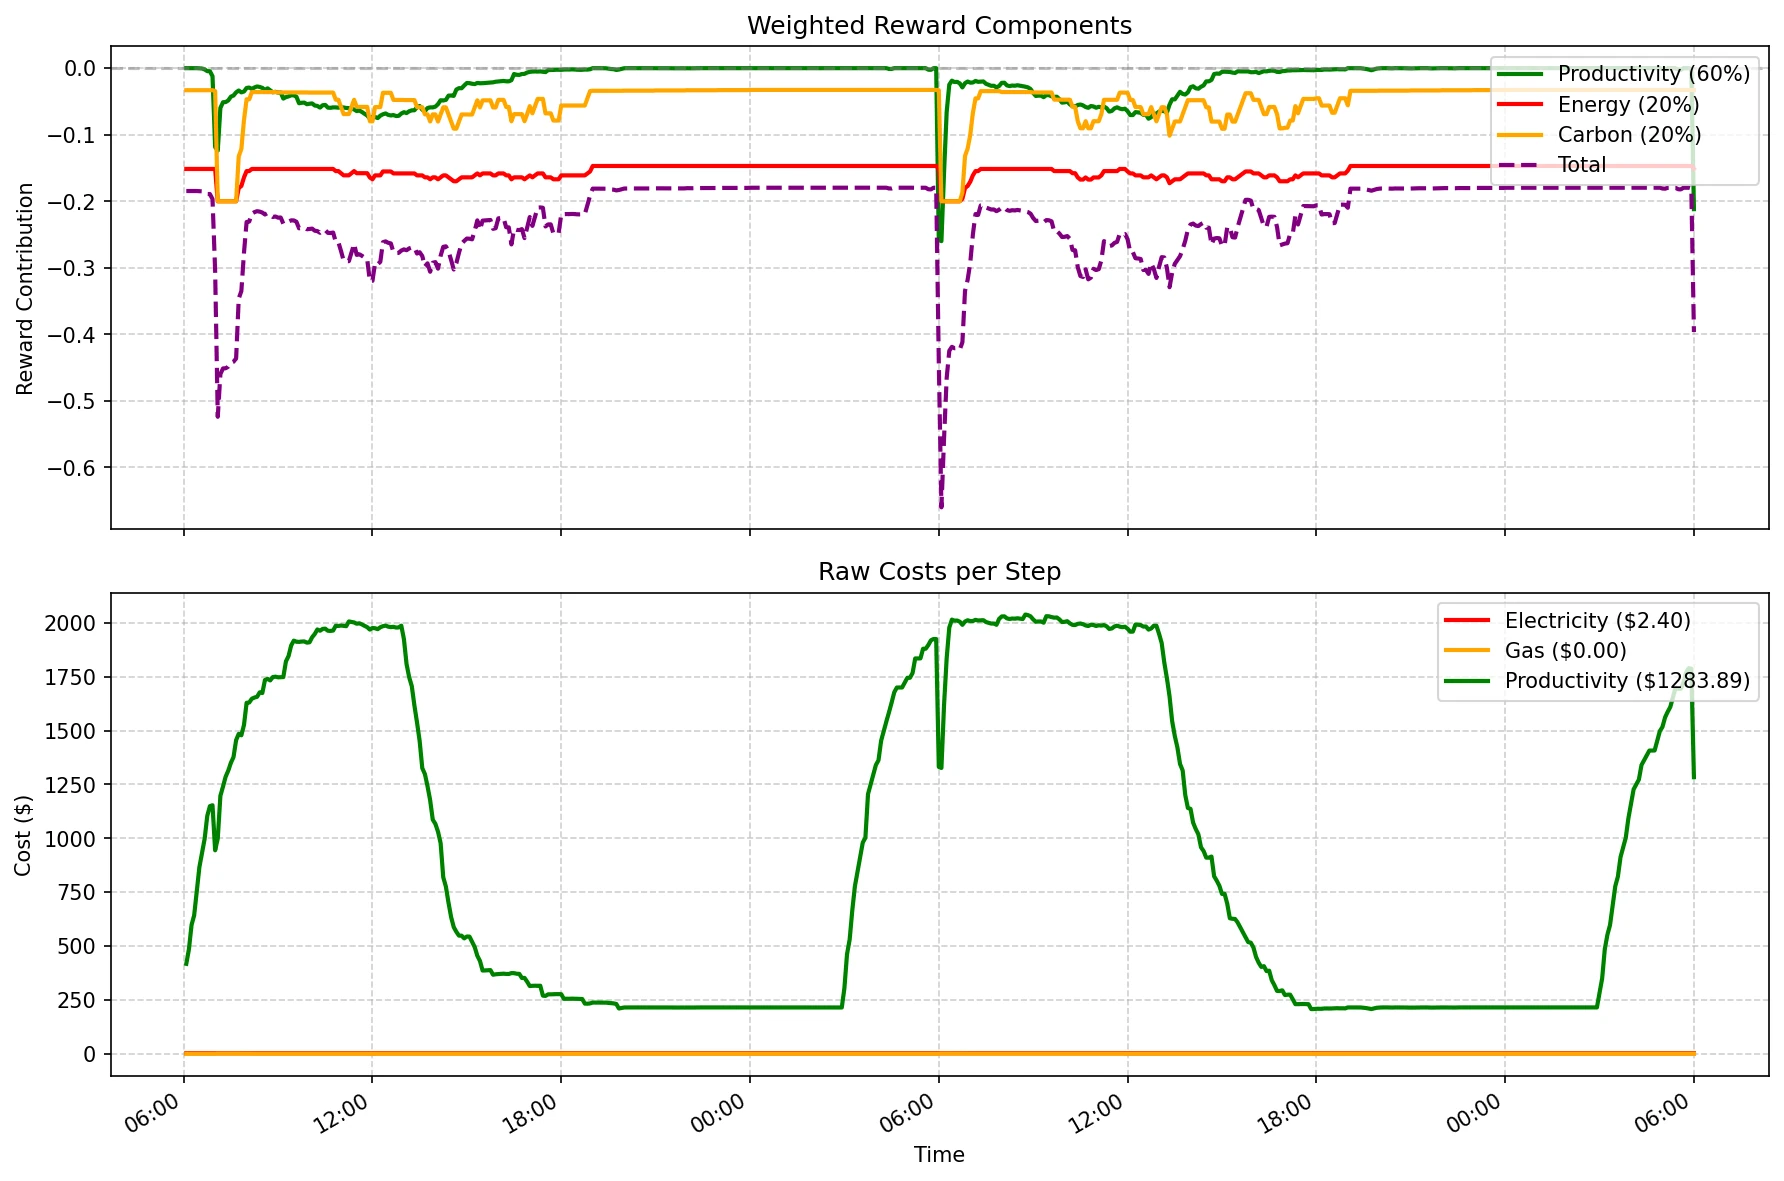 Weighted Reward Components
Reward Contribution
0.0
−0.1
−0.2
−0.3
−0.4
−0.5
−0.6
Productivity (60%)
Energy (20%)
Carbon (20%)
Total
Raw Costs per Step
Cost ($)
2000
1750
1500
1250
1000
750
500
250
0
Electricity ($2.40)
Gas ($0.00)
Productivity ($1283.89)
06:00
12:00
18:00
00:00
06:00
12:00
18:00
00:00
06:00
Time